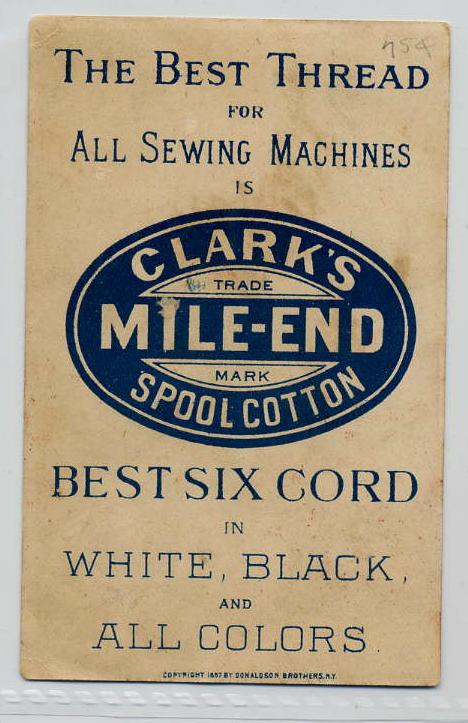 754
THE BEST THREAD
FOR
ALL SEWING MACHINES
IS
CLARK'S
TRADE
MILE-END
MARK
SPOOL COTTON
BEST SIX CORD
IN
WHITE, BLACK,
AND
ALL COLORS.
COPYRIGHT 1887 BY DONALDSON BROTHERS, N.Y.